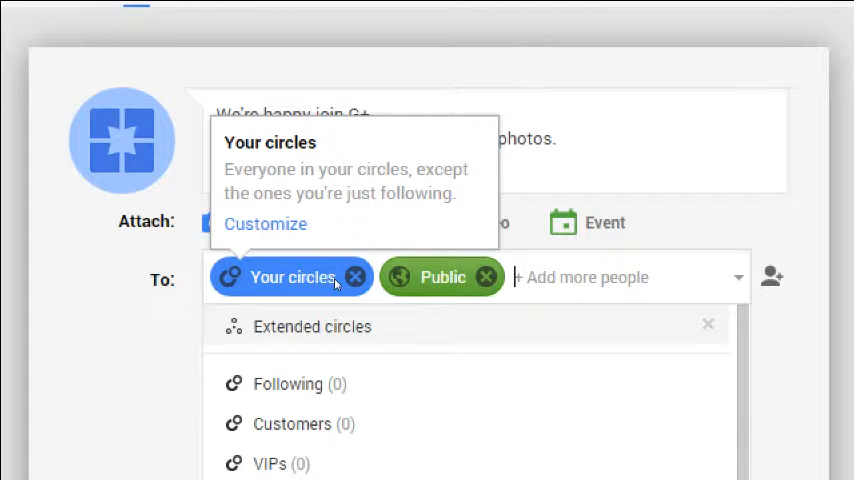 We're happy join G+
photos.
Your circles
Everyone in your circles, except
the ones you're just following.
Customize
Attach:
Event
To:
Your circles
Public
+ Add more people
Extended circles
Following (0)
Customers (0)
VIPs (0)